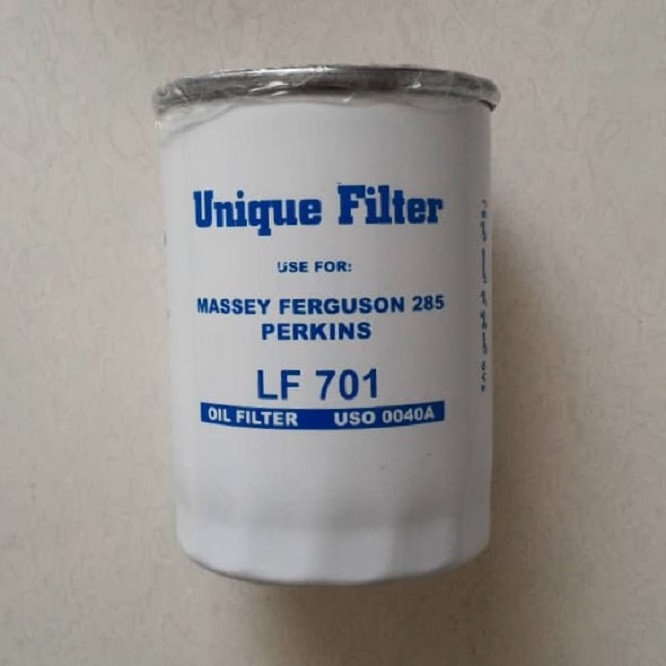 Unique Filter
USE FOR:
MASSEY FERGUSON 285
PERKINS
LF 701
OIL FILTER USO 0040A